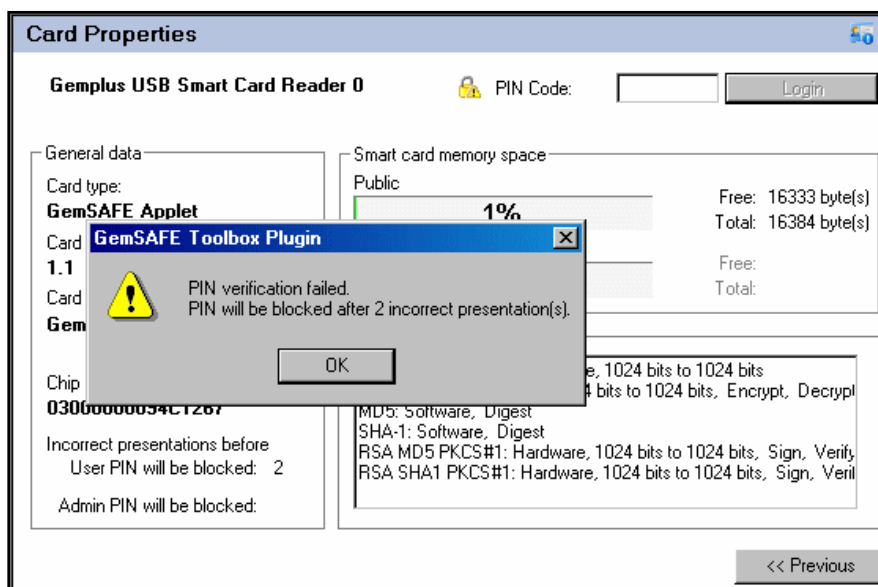 Card Properties
Gemplus USB Smart Card Reader 0
PIN Code:
Login
General data
Card type:
GemSAFE Applet
Card
1.1
Card
Gem
Chip
Incorrect presentations before
User PIN will be blocked: 2
Admin PIN will be blocked:
Smart card memory space
Public
1%
Free: 16333 byte(s)
Total: 16384 byte(s)
Free:
Total:
GemSAFE Toolbox Plugin
PIN verification failed.
PIN will be blocked after 2 incorrect presentation(s).
OK
e, 1024 bits to 1024 bits
bits to 1024 bits, Encrypt, Decrypt
MD5: Software, Digest
SHA-1: Software, Digest
RSA MD5 PKCS#1: Hardware, 1024 bits to 1024 bits, Sign, Verify
RSA SHA1 PKCS#1: Hardware, 1024 bits to 1024 bits, Sign, Veri
<< Previous